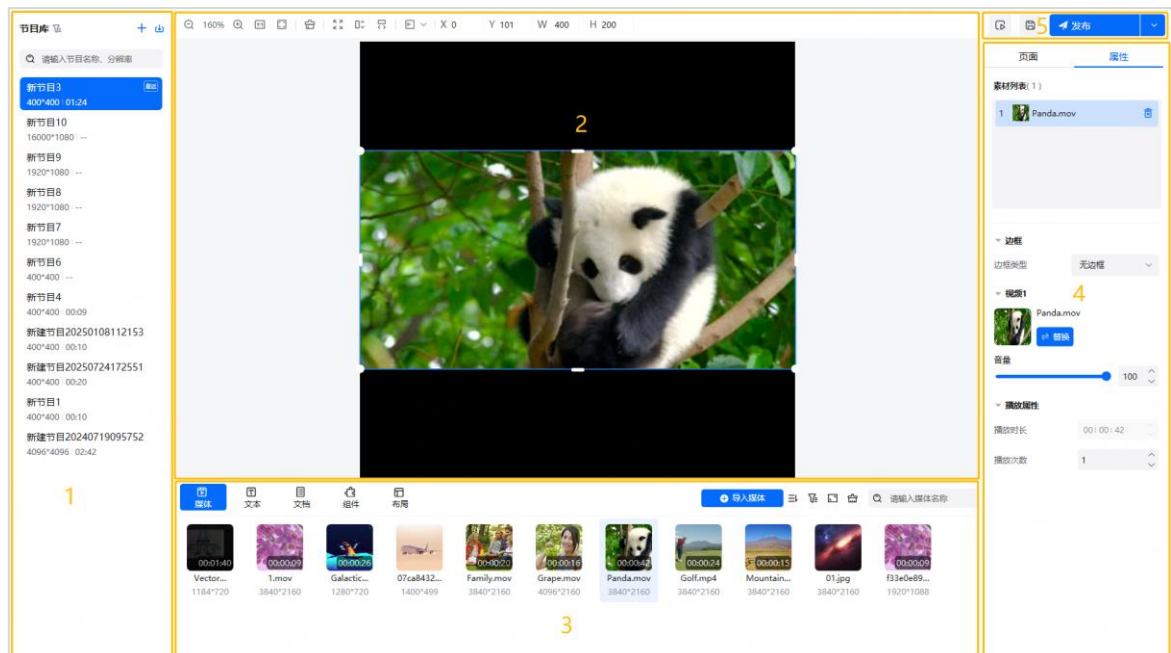 节目库
请输入节目名称、分辨率
新节目3
400*400 01:24
新节目10
16000*1080 --
新节目9
1920*1080 --
新节目8
1920*1080 --
新节目7
1920*1080 --
新节目6
400*400 --
新节目4
400*400 00:09
新建节目20250108112153
400*400 00:10
新建节目20250724172551
400*400 00:20
新节目1
400*400 00:10
新建节目20240719095752
4096*4096 02:42
1
160% X 0 Y 101 W 400 H 200
2
媒体 文本 文档 组件 布局
导入媒体 请输入媒体名称
00:01:40 00:00:09 00:00:26 00:00:20 00:00:16 00:00:42 00:00:24 00:00:15 00:00:09
Vector... 1.mov Galactic... 07ca8432... Family.mov Grape.mov Panda.mov Golf.mp4 Mountain... 01.jpg f33e0e89...
1184*720 3840*2160 1280*720 1400*499 3840*2160 4096*2160 3840*2160 3840*2160 3840*2160 3840*2160 1920*1088
3
5 发布
页面 属性
素材列表(1)
1 Panda.mov
边框
边框类型 无边框
视频1 4
Panda.mov
替换
音量
100
播放属性
播放时长 00:00:42
播放次数 1